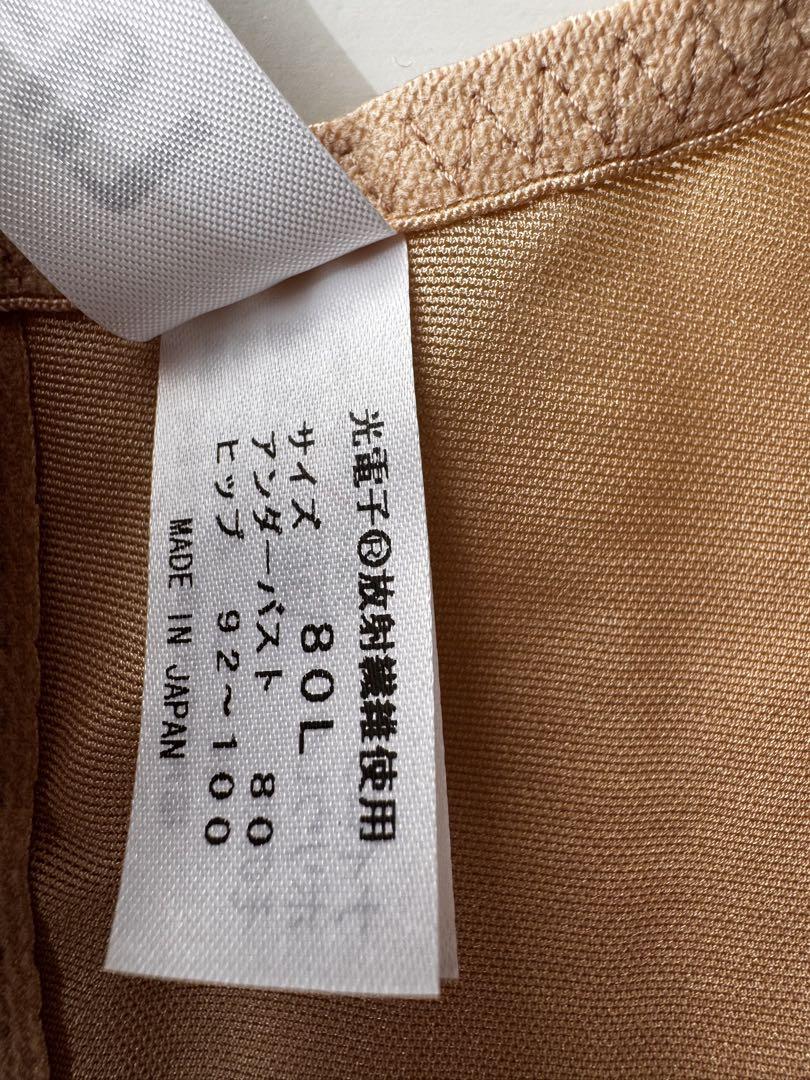 光電子®放射繊維使用
サイズ 80L
アンダーバスト 80
ヒップ 92～100
MADE IN JAPAN